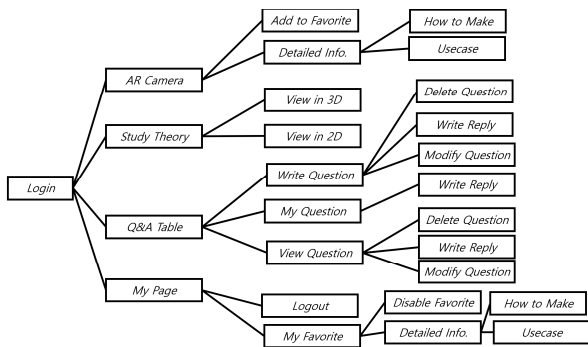 Login
AR Camera
Add to Favorite
Detailed Info.
How to Make
Usecase
Study Theory
View in 3D
View in 2D
Q&A Table
Write Question
Delete Question
Write Reply
Modify Question
My Question
Write Reply
View Question
Delete Question
Write Reply
Modify Question
My Page
Logout
My Favorite
Disable Favorite
Detailed Info.
How to Make
Usecase